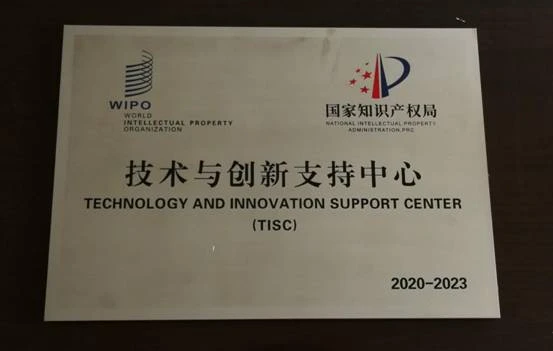 WIPO
WORLD
INTELLECTUAL PROPERTY
ORGANIZATION
国家知识产权局
NATIONAL INTELLECTUAL PROPERTY
ADMINISTRATION,PRC
技术与创新支持中心
TECHNOLOGY AND INNOVATION SUPPORT CENTER
(TISC)
2020-2023